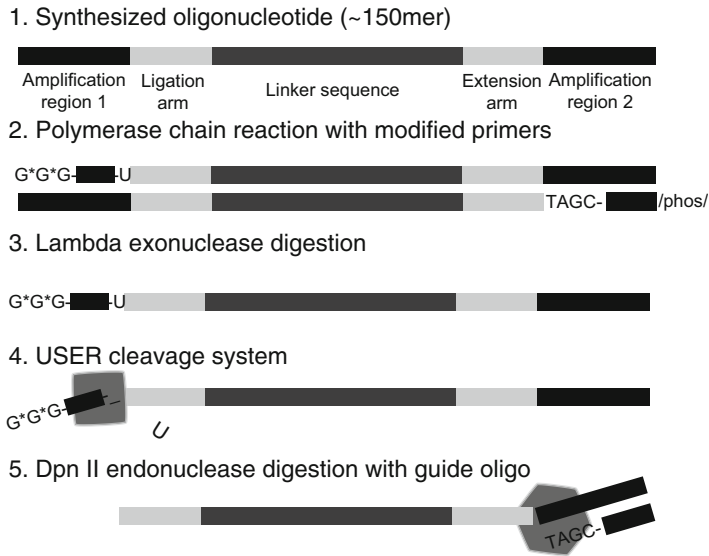 1. Synthesized oligonucleotide (~150mer)
Amplification region 1
Ligation arm
Linker sequence
Extension arm
Amplification region 2
2. Polymerase chain reaction with modified primers
G*G*G- -U
TAGC- /phos/
3. Lambda exonuclease digestion
G*G*G- -U
4. USER cleavage system
G*G*G- -_
U
5. Dpn II endonuclease digestion with guide oligo
TAGC-